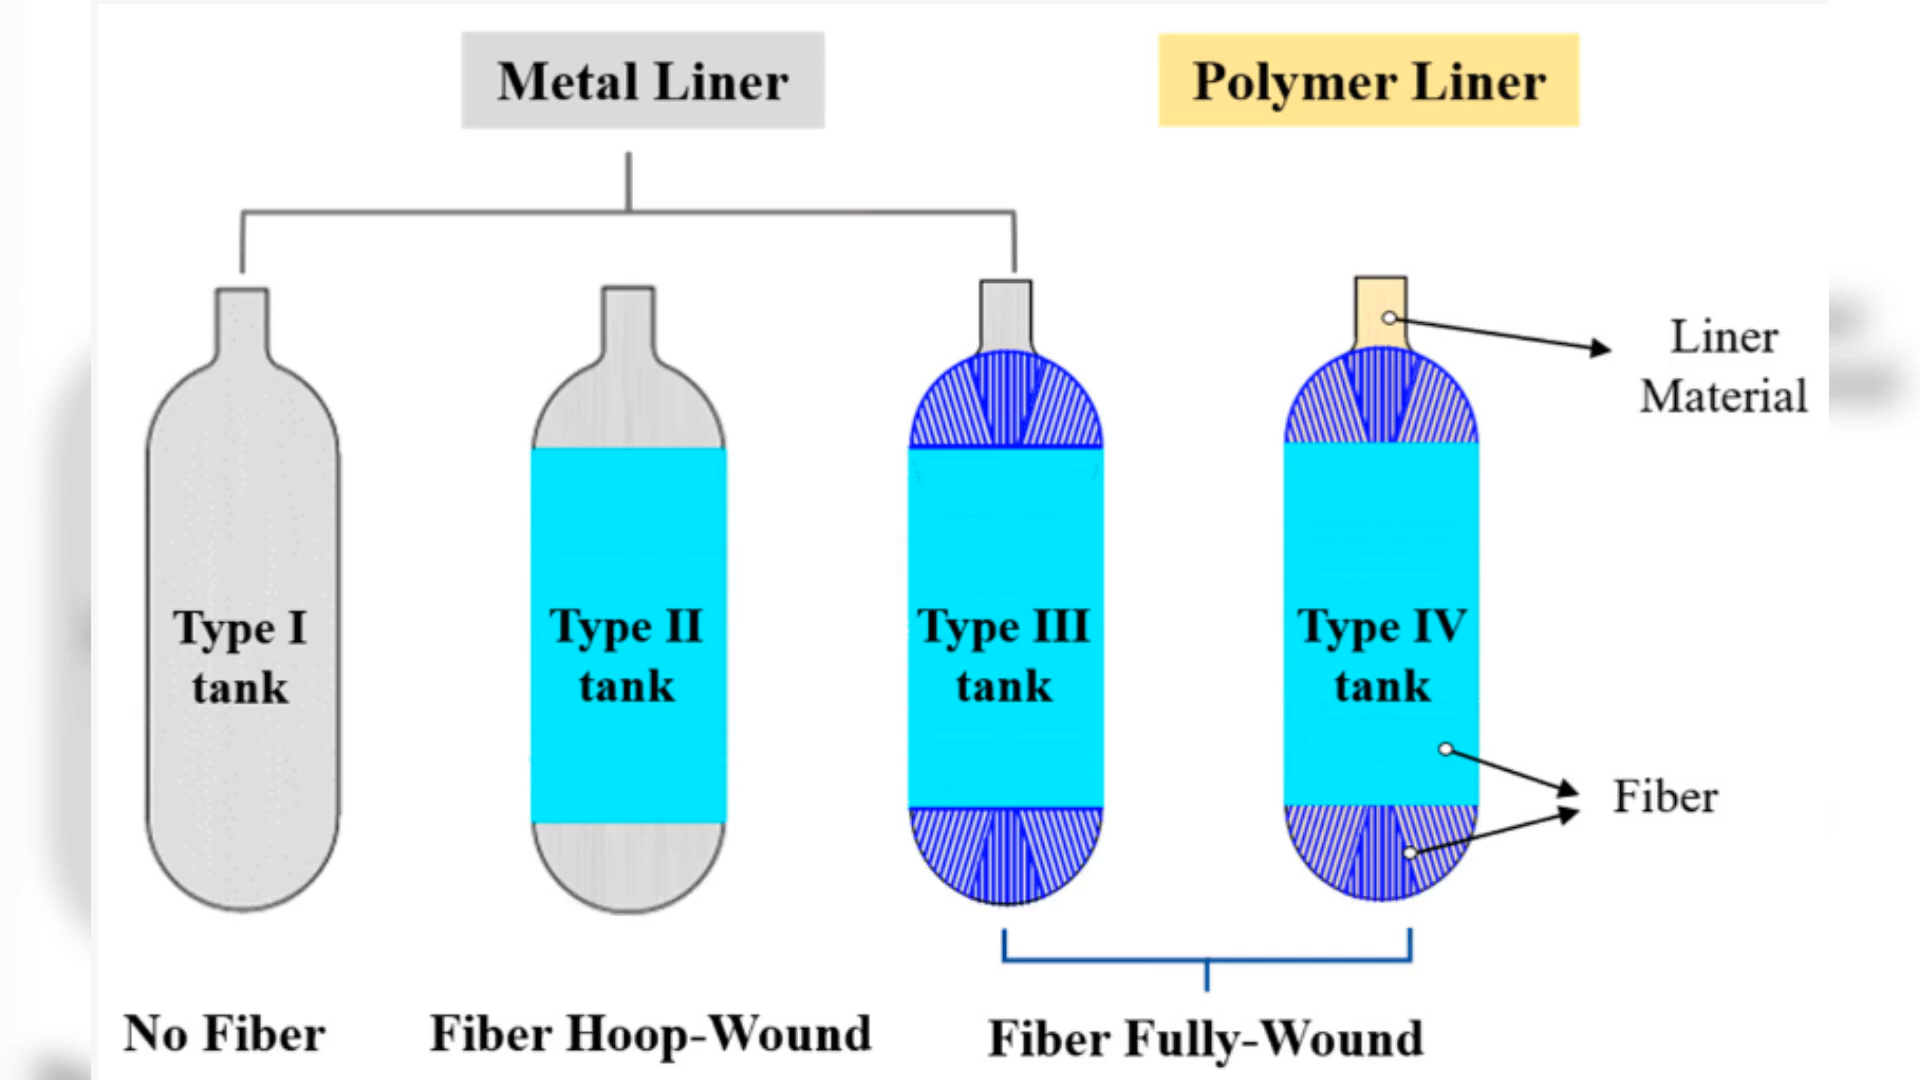 Metal Liner
Polymer Liner
Liner
Material
Type I
tank
Type II
tank
Type III
tank
Type IV
tank
Fiber
No Fiber
Fiber Hoop-Wound
Fiber Fully-Wound